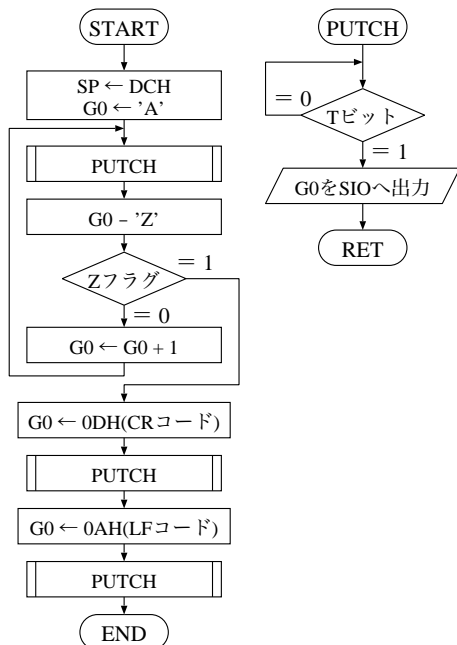 START
SP ← DCH
G0 ← 'A'
PUTCH
G0 − 'Z'
Zフラグ
= 1
= 0
G0 ← G0 + 1
G0 ← 0DH(CRコード)
PUTCH
G0 ← 0AH(LFコード)
PUTCH
END
PUTCH
= 0
Tビット
= 1
G0をSIOへ出力
RET